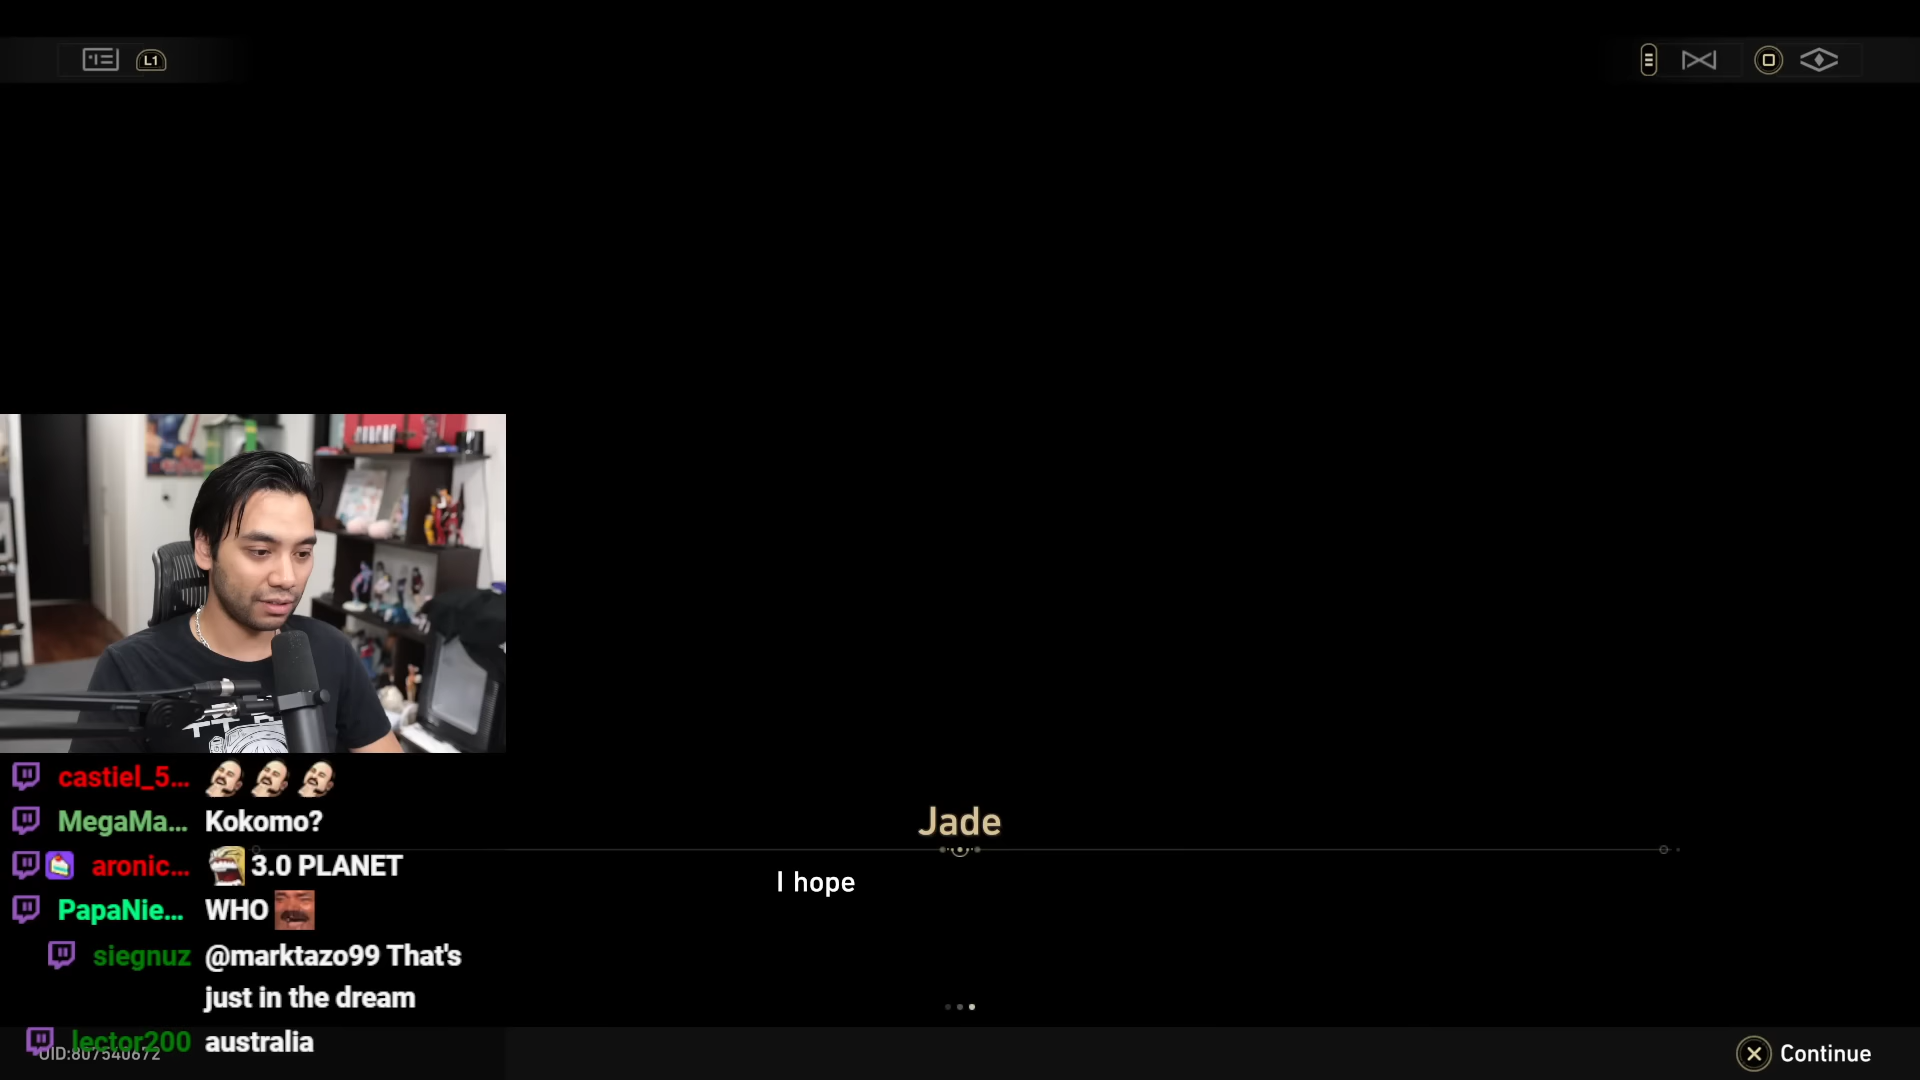 L1
castiel_5...
MegaMa... Kokomo?
aronic... 3.0 PLANET
PapaNie... WHO
siegnuz @marktazo99 That's
just in the dream
lector200 australia
UID:807540672
Jade
I hope
Continue